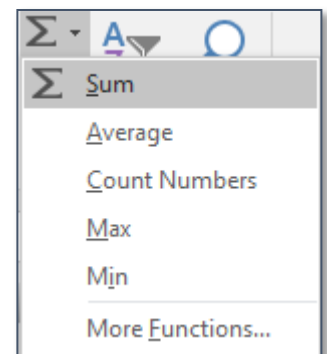 Σ A
Σ Sum
Average
Count Numbers
Max
Min
More Functions...